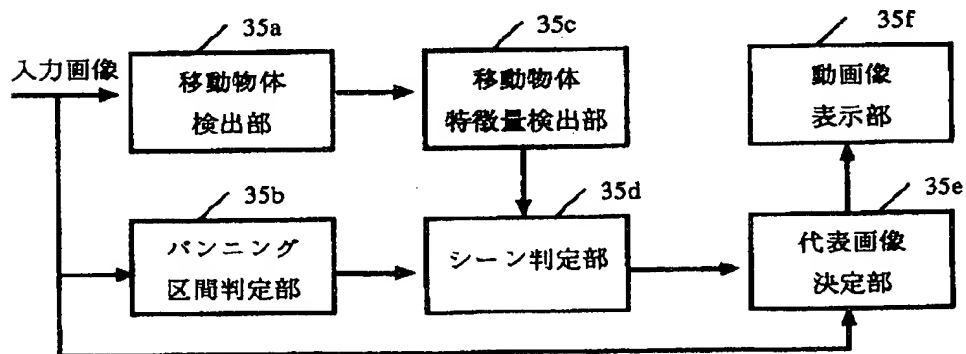 35a
35c
35f
入力画像
移動物体
検出部
移動物体
特徴量検出部
動画像
表示部
35b
35d
35e
パンニング
区間判定部
シーン判定部
代表画像
決定部